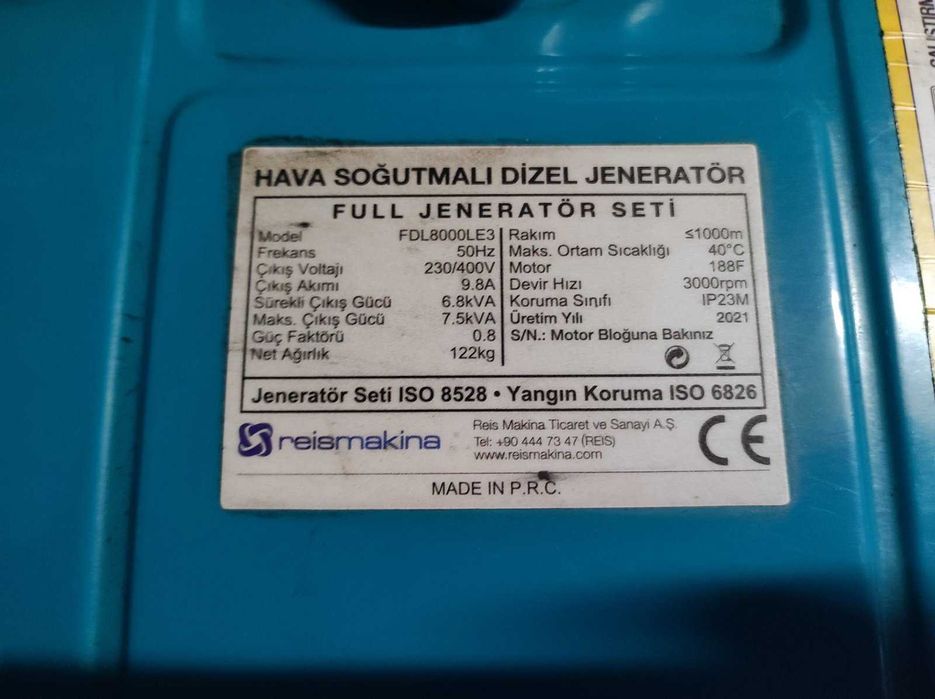 HAVA SOĞUTMALI DİZEL JENERATÖR
FULL JENERATÖR SETİ
Model FDL8000LE3
Frekans 50Hz
Çıkış Voltajı 230/400V
Çıkış Akımı 9.8A
Sürekli Çıkış Gücü 6.8kVA
Maks. Çıkış Gücü 7.5kVA
Güç Faktörü 0.8
Net Ağırlık 122kg
Rakım ≤1000m
Maks. Ortam Sıcaklığı 40°C
Motor 188F
Devir Hızı 3000rpm
Koruma Sınıfı IP23M
Üretim Yılı 2021
S/N.: Motor Bloğuna Bakınız
Jeneratör Seti ISO 8528 • Yangın Koruma ISO 6826
reismakina
Reis Makina Ticaret ve Sanayi A.Ş.
Tel: +90 444 73 47 (REIS)
www.reismakina.com
CE
MADE IN P.R.C.